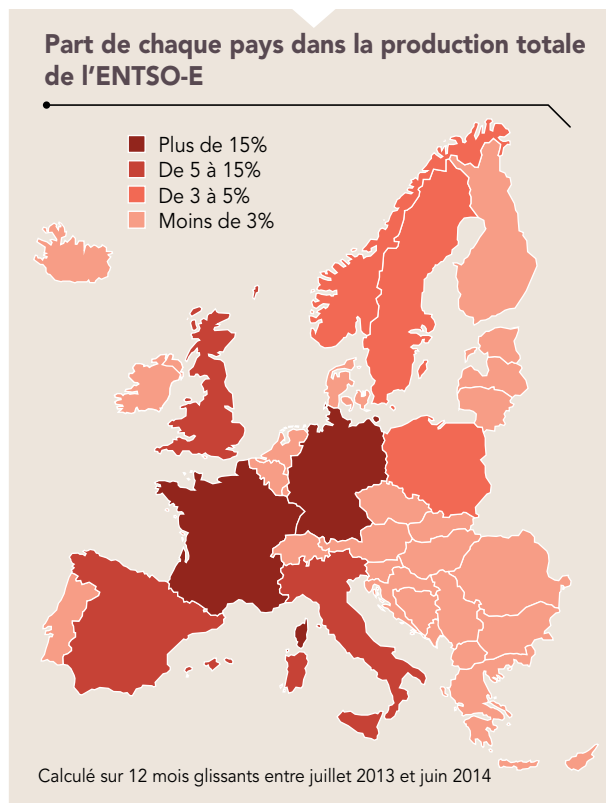 Part de chaque pays dans la production totale
de l'ENTSO-E
Plus de 15%
De 5 à 15%
De 3 à 5%
Moins de 3%
Calculé sur 12 mois glissants entre juillet 2013 et juin 2014